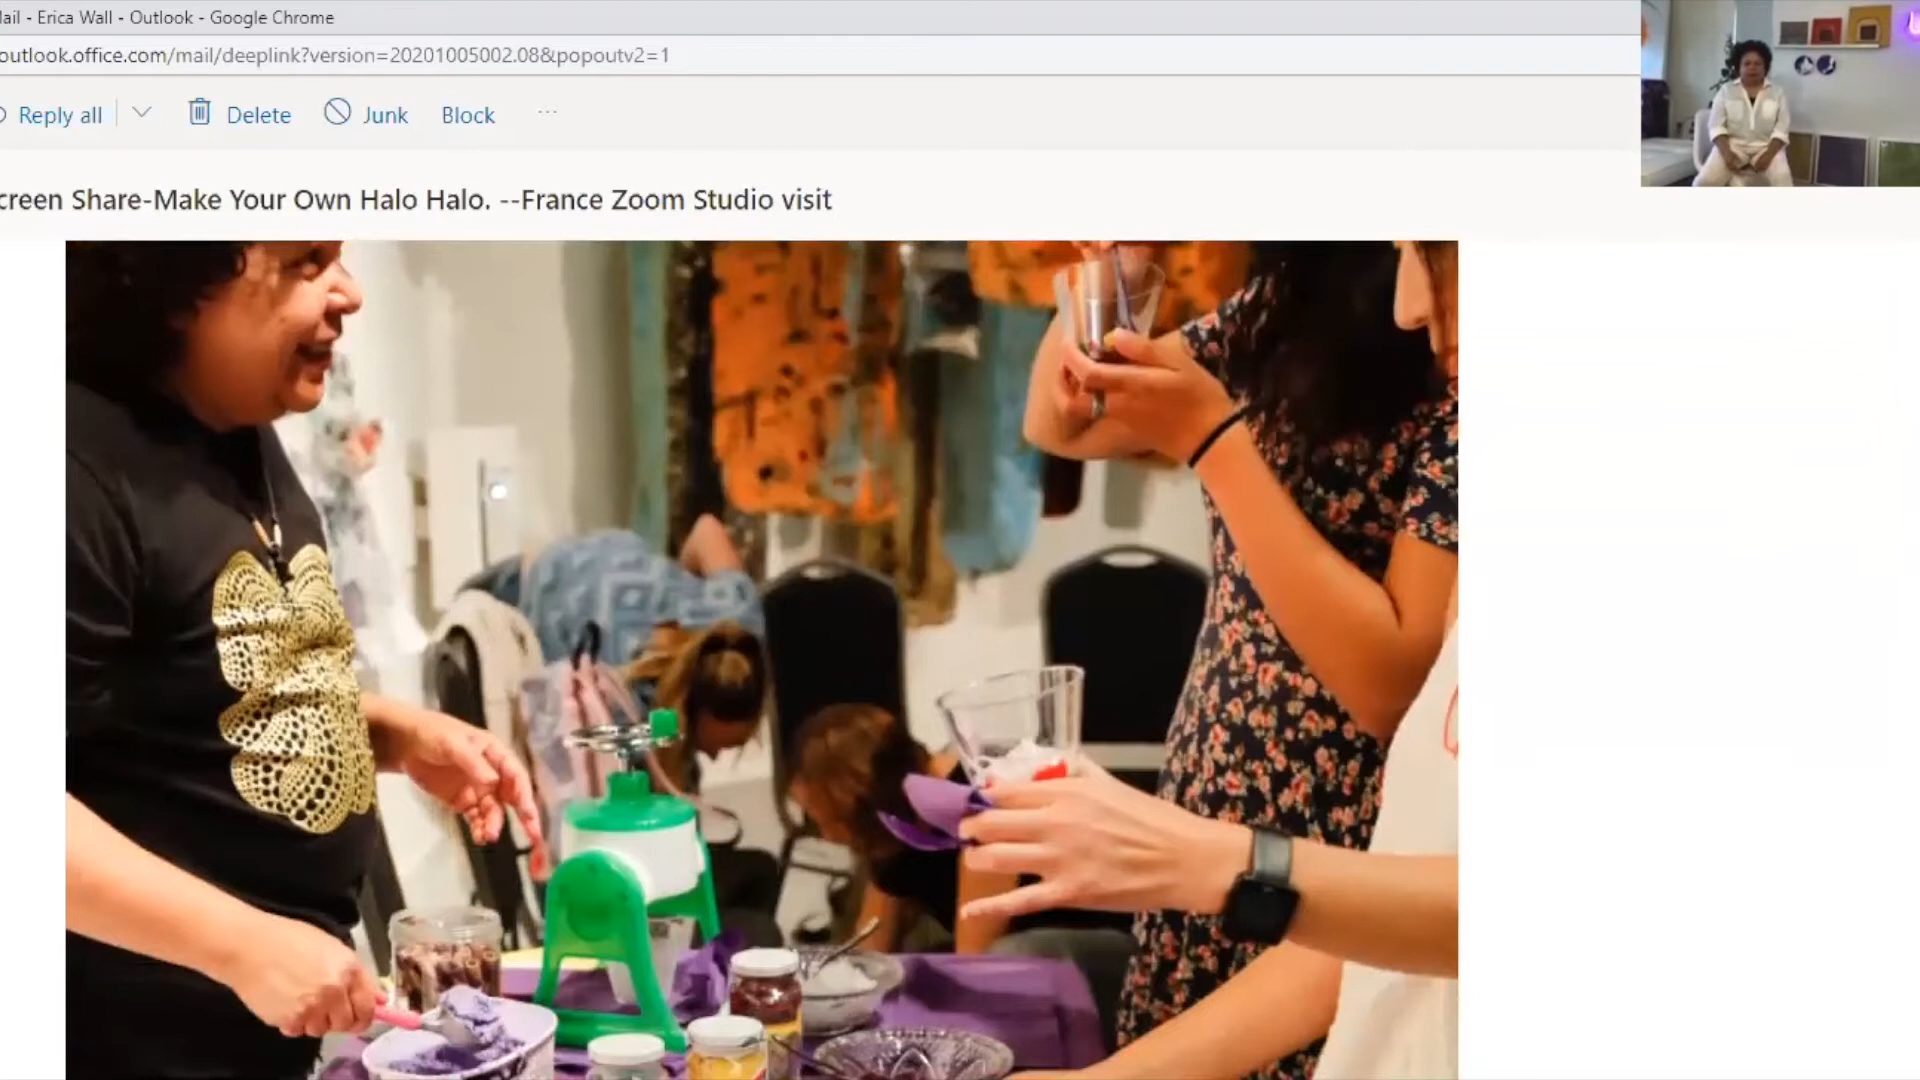 ail - Erica Wall - Outlook - Google Chrome
outlook.office.com/mail/deeplink?version=20201005002.08&popoutv2=1
Reply all
Delete
Junk
Block
creen Share-Make Your Own Halo Halo. --France Zoom Studio visit